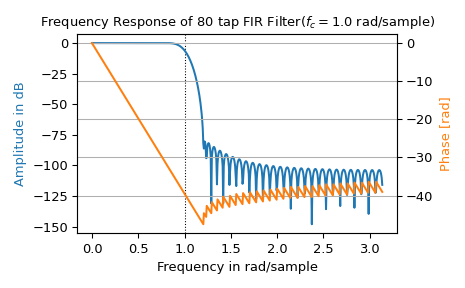 Frequency Response of 80 tap FIR Filter($f_c = 1.0$ rad/sample)
0
−25
−50
−75
−100
−125
−150
Amplitude in dB
0
−10
−20
−30
−40
Phase [rad]
0.0 0.5 1.0 1.5 2.0 2.5 3.0
Frequency in rad/sample